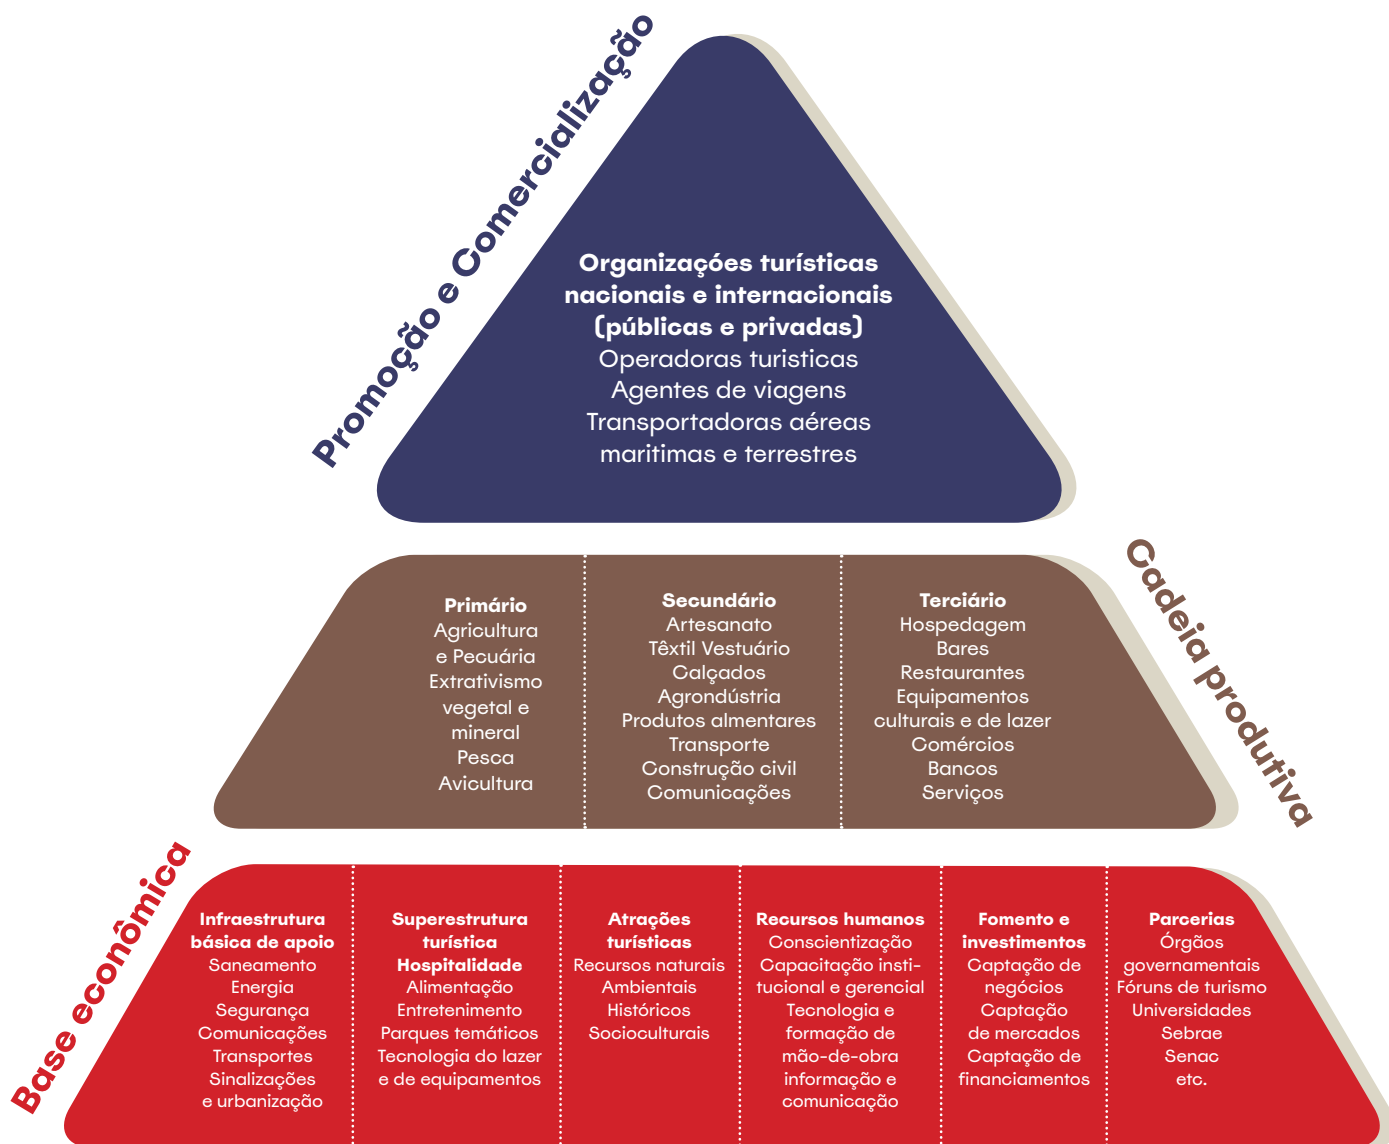 Promoção e Comercialização
Organizaçóes turísticas
nacionais e internacionais
(públicas e privadas)
Operadoras turisticas
Agentes de viagens
Transportadoras aéreas
maritimas e terrestres
Cadeia produtiva
Primário
Agricultura
e Pecuária
Extrativismo
vegetal e
mineral
Pesca
Avicultura
Secundário
Artesanato
Têxtil Vestuário
Calçados
Agrondústria
Produtos almentares
Transporte
Construção civil
Comunicações
Terciário
Hospedagem
Bares
Restaurantes
Equipamentos
culturais e de lazer
Comércios
Bancos
Serviços
Base econômica
Infraestrutura
básica de apoio
Saneamento
Energia
Segurança
Comunicações
Transportes
Sinalizações
e urbanização
Superestrutura
turística
Hospitalidade
Alimentação
Entretenimento
Parques temáticos
Tecnologia do lazer
e de equipamentos
Atrações
turísticas
Recursos naturais
Ambientais
Históricos
Socioculturais
Recursos humanos
Conscientização
Capacitação insti-
tucional e gerencial
Tecnologia e
formação de
mão-de-obra
informação e
comunicação
Fomento e
investimentos
Captação de
negócios
Captação
de mercados
Captação de
financiamentos
Parcerias
Órgãos
governamentais
Fóruns de turismo
Universidades
Sebrae
Senac
etc.